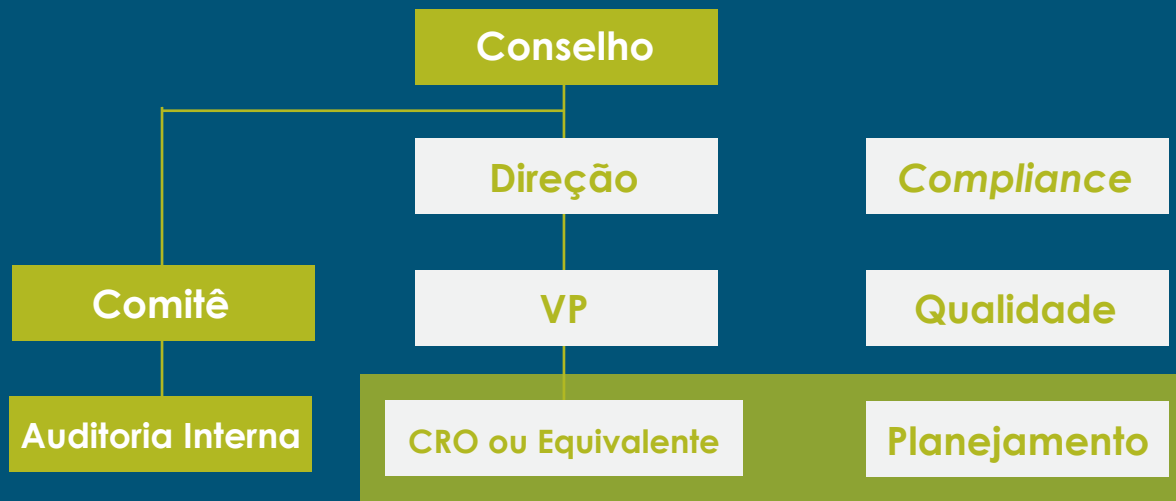 Conselho
Direção
Compliance
Comitê
VP
Qualidade
Auditoria Interna
CRO ou Equivalente
Planejamento